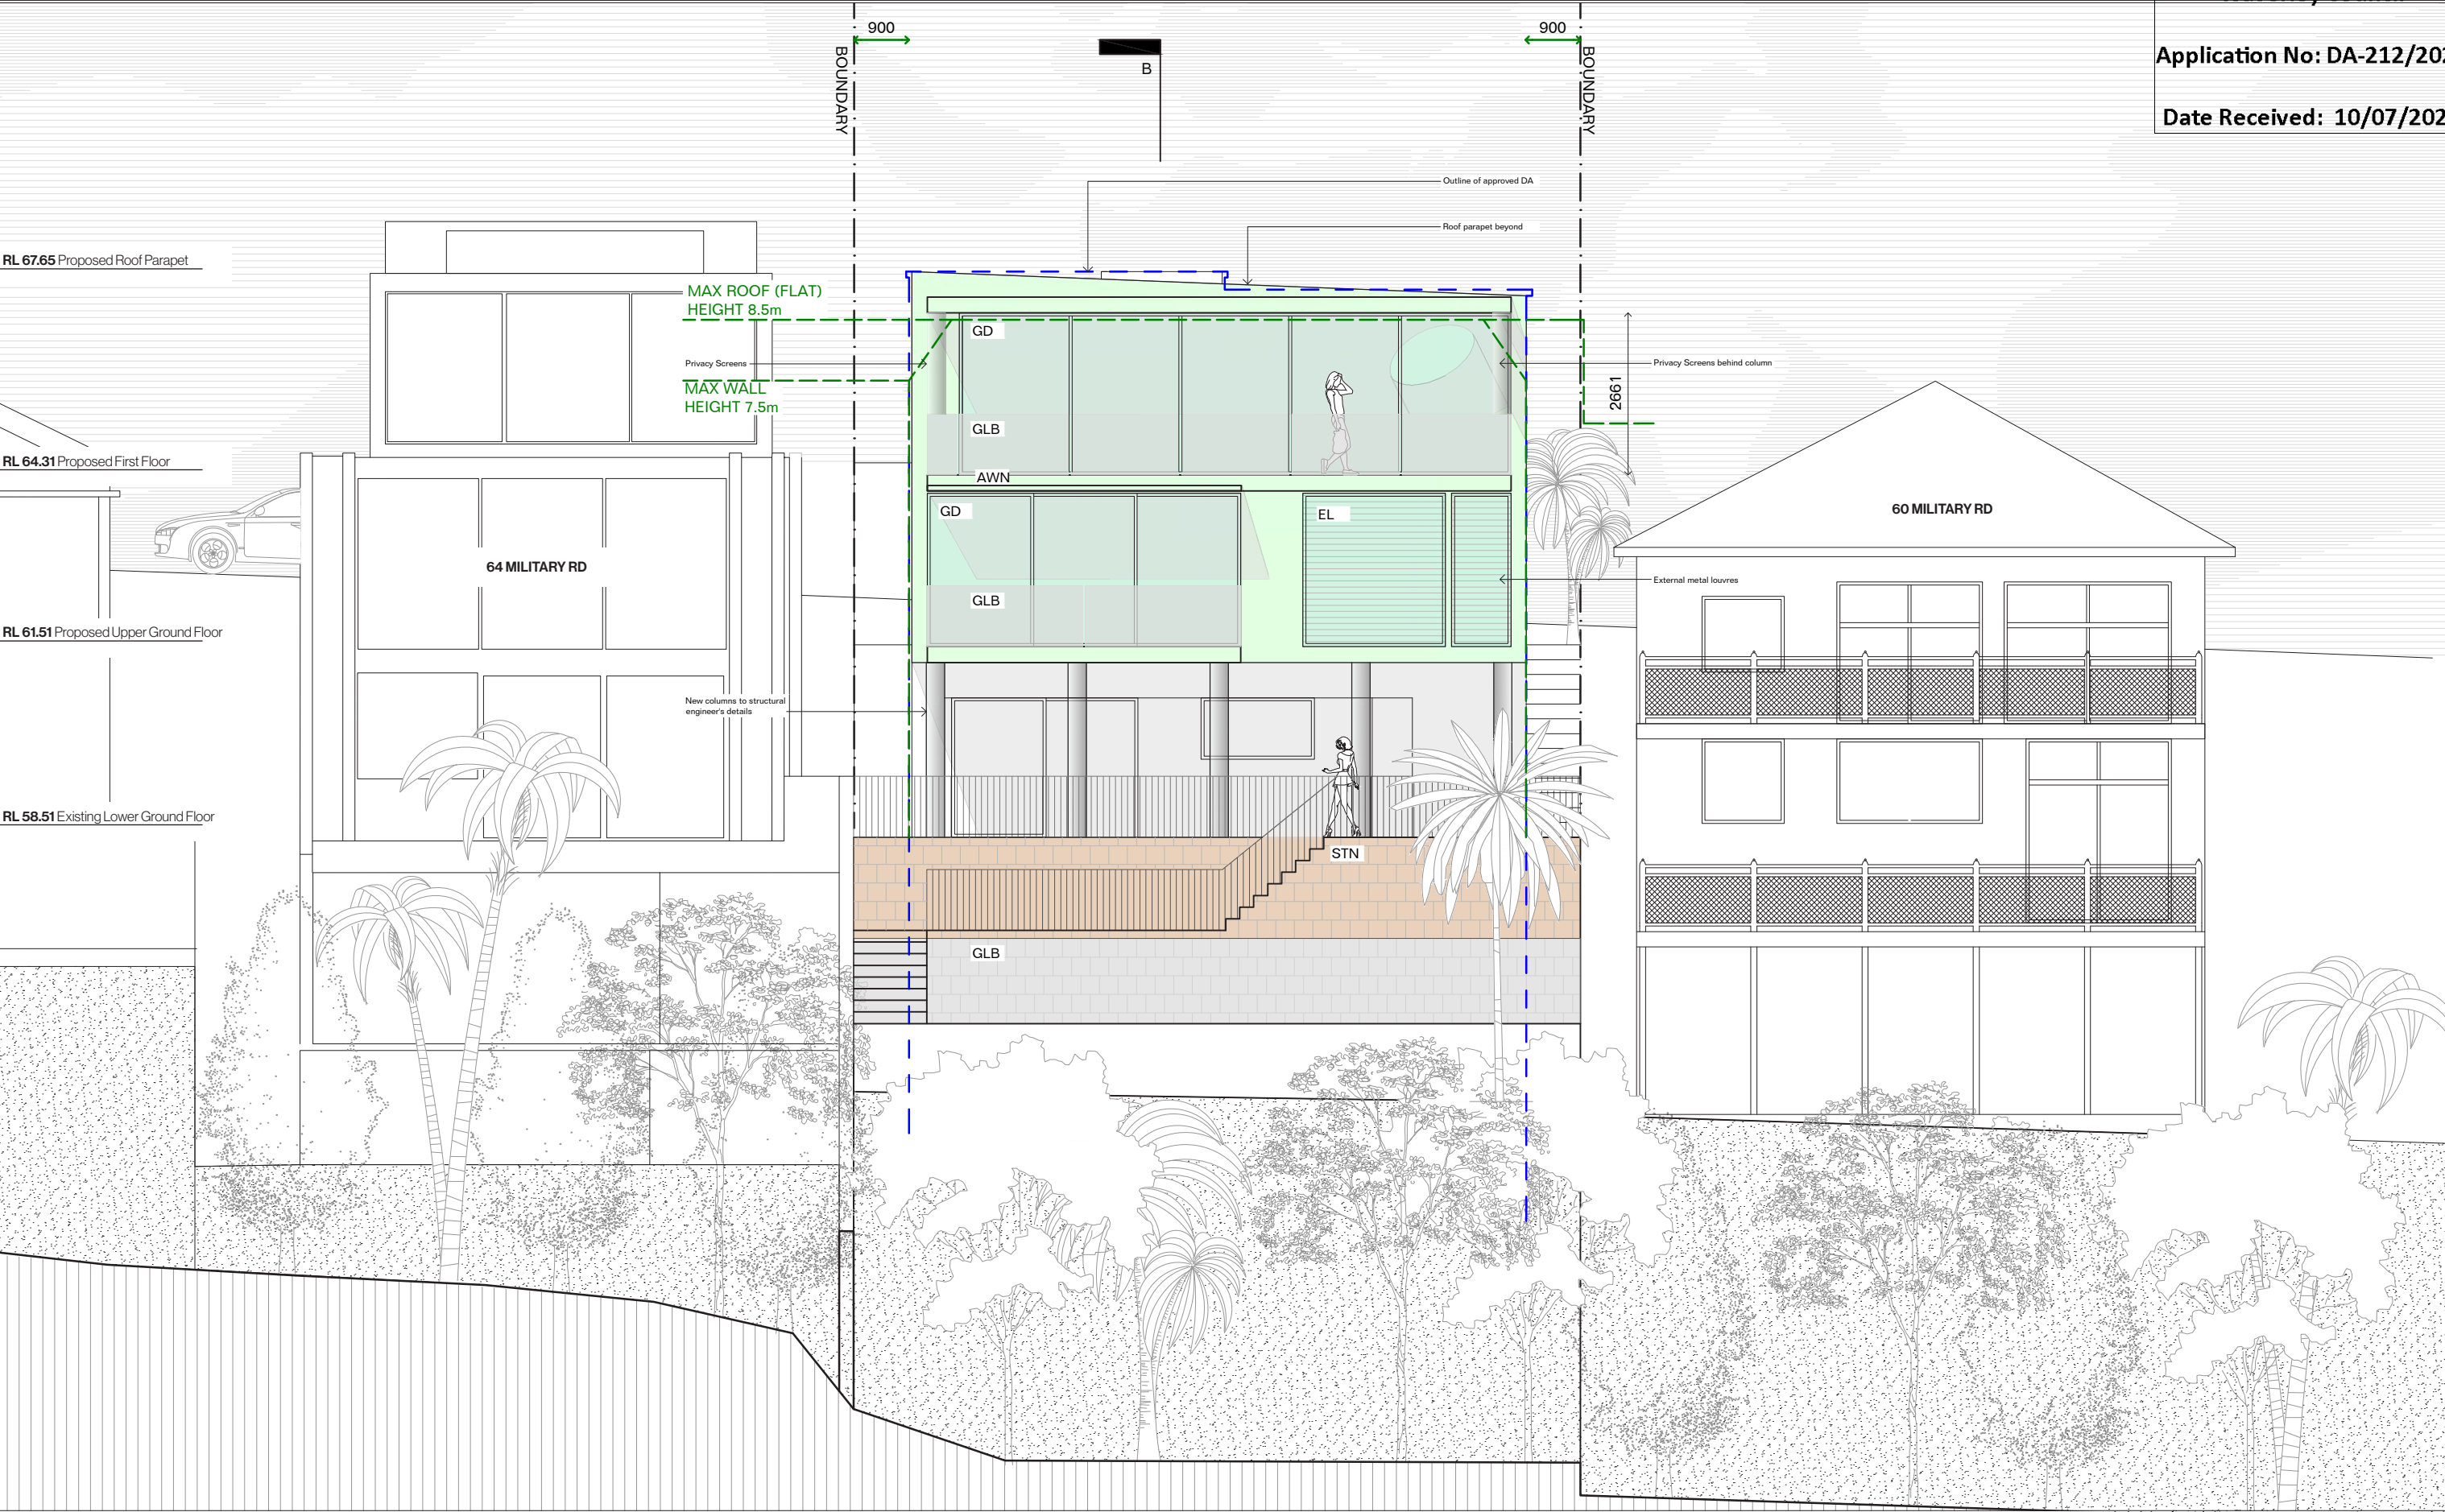 900
900
B
BOUNDARY
BOUNDARY
Application No: DA-212/202
Date Received: 10/07/202
Outline of approved DA
Roof parapet beyond
RL 67.65 Proposed Roof Parapet
MAX ROOF (FLAT)
HEIGHT 8.5m
GD
Privacy Screens
Privacy Screens behind column
MAX WALL
HEIGHT 7.5m
2661
GLB
RL 64.31 Proposed First Floor
AWN
GD
EL
60 MILITARY RD
64 MILITARY RD
External metal louvres
GLB
RL 61.51 Proposed Upper Ground Floor
New columns to structural
engineer's details
RL 58.51 Existing Lower Ground Floor
STN
GLB